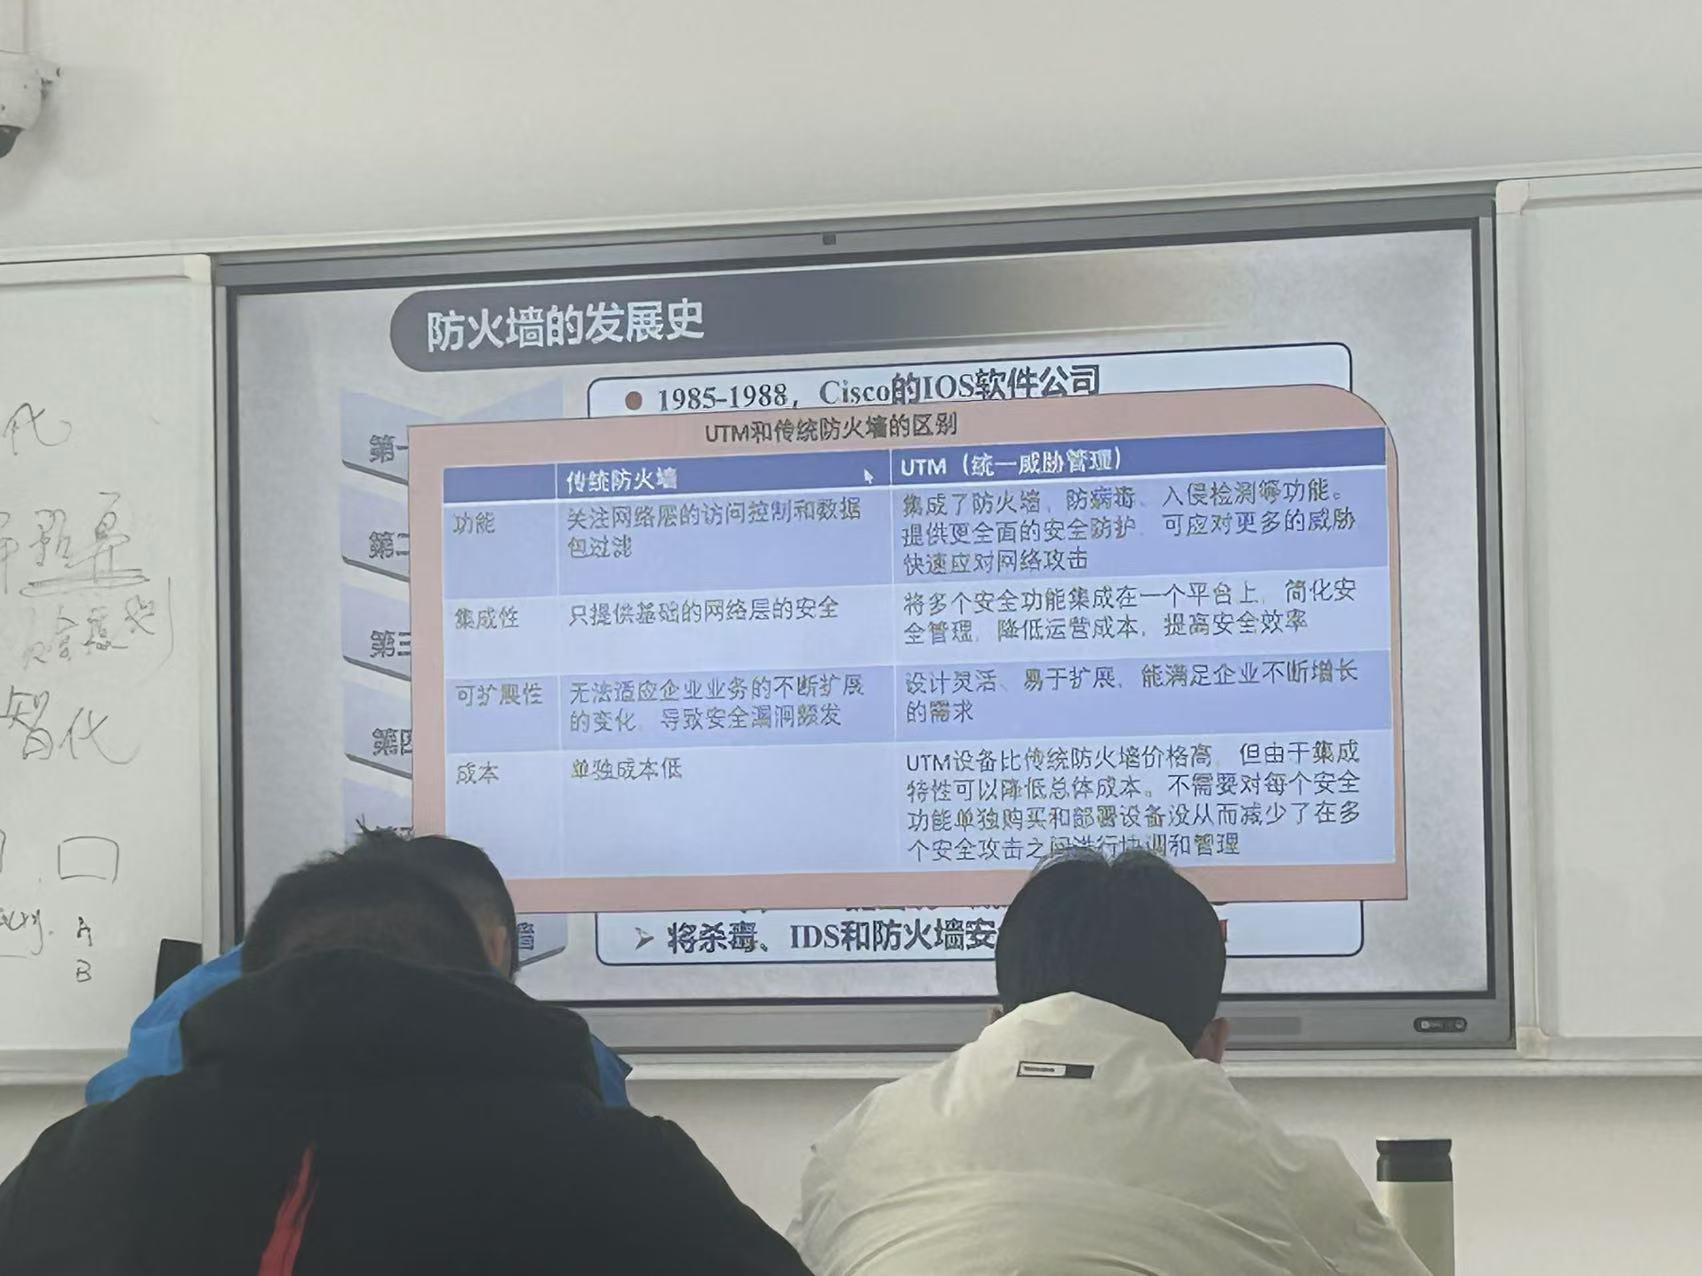 防火墙的发展史
1985-1988，Cisco的IOS软件公司
UTM和传统防火墙的区别
传统防火墙
UTM（统一威胁管理）
功能
关注网络层的访问控制和数据
包过滤
集成了防火墙、防病毒、入侵检测等功能。
提供更全面的安全防护，可应对更多的威胁
快速应对网络攻击
集成性
只提供基础的网络层的安全
将多个安全功能集成在一个平台上，简化安
全管理，降低运营成本，提高安全效率
可扩展性
无法适应企业业务的不断扩展
的变化，导致安全漏洞频发
设计灵活、易于扩展，能满足企业不断增长
的需求
成本
单独成本低
UTM设备比传统防火墙价格高，但由于集成
特性可以降低总体成本。不需要对每个安全
功能单独购买和部署设备没从而减少了在多
个安全攻击之间进行协调和管理
第一
第二
第三
第四
墙
将杀毒、IDS和防火墙安
代
智代
A
B